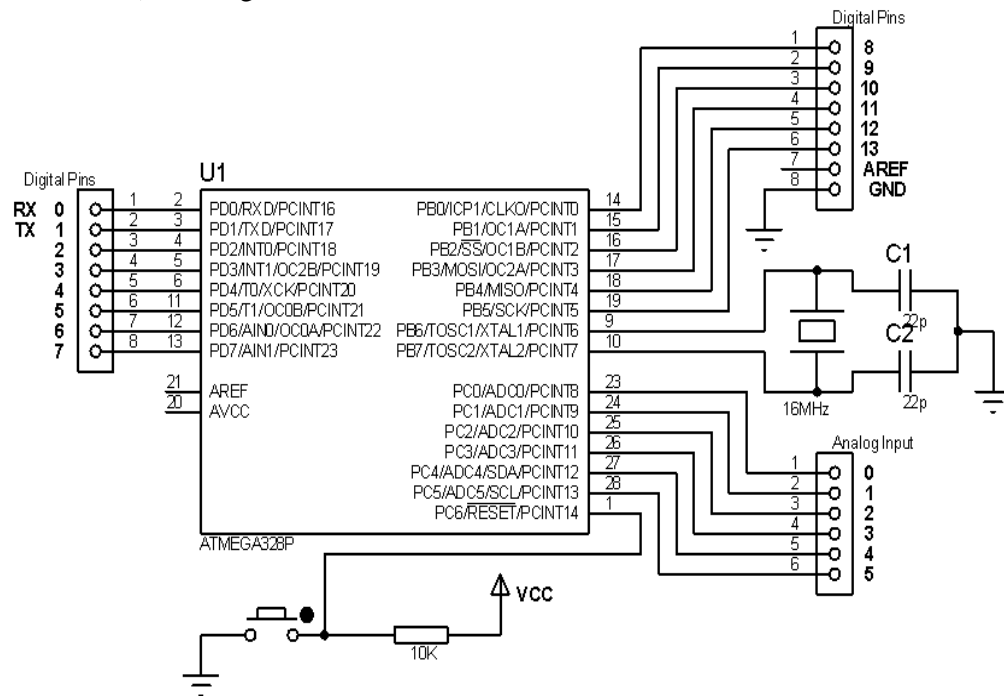 Digital Pins
1 8
2 9
3 10
4 11
5 12
6 13
7 AREF
8 GND
U1
Digital Pins
RX 0 1 2 PD0/RXD/PCINT16
TX 1 2 3 PD1/TXD/PCINT17
2 3 4 PD2/INT0/PCINT18
3 4 5 PD3/INT1/OC2B/PCINT19
4 5 6 PD4/T0/XCK/PCINT20
5 6 11 PD5/T1/OC0B/PCINT21
6 7 12 PD6/AIN0/OC0A/PCINT22
7 8 13 PD7/AIN1/PCINT23
21 AREF
20 AVCC
PB0/ICP1/CLKO/PCINT0 14
PB1/OC1A/PCINT1 15
PB2/SS/OC1B/PCINT2 16
PB3/MOSI/OC2A/PCINT3 17
PB4/MISO/PCINT4 18
PB5/SCK/PCINT5 19
PB6/TOSC1/XTAL1/PCINT6 9
PB7/TOSC2/XTAL2/PCINT7 10
PC0/ADC0/PCINT8 23
PC1/ADC1/PCINT9 24
PC2/ADC2/PCINT10 25
PC3/ADC3/PCINT11 26
PC4/ADC4/SDA/PCINT12 27
PC5/ADC5/SCL/PCINT13 28
PC6/RESET/PCINT14 1
ATMEGA328P
C1
22p
C2
22p
16MHz
Analog Input
1 0
2 1
3 2
4 3
5 4
6 5
VCC
10K